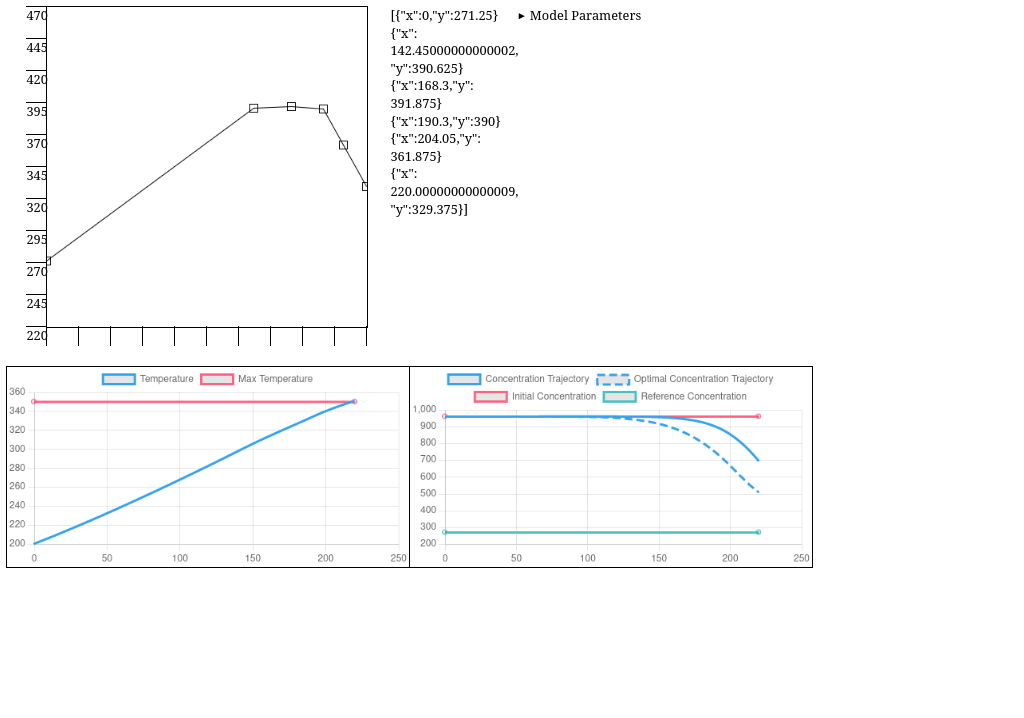 470
445
420
395
370
345
320
295
270
245
220
[{"x":0,"y":271.25}
{"x":
142.45000000000002,
"y":390.625}
{"x":168.3,"y":
391.875}
{"x":190.3,"y":390}
{"x":204.05,"y":
361.875}
{"x":
220.00000000000009,
"y":329.375}]
▸ Model Parameters
Temperature Max Temperature
360
340
320
300
280
260
240
220
200
0 50 100 150 200 250
Concentration Trajectory Optimal Concentration Trajectory
Initial Concentration Reference Concentration
1,000
900
800
700
600
500
400
300
200
0 50 100 150 200 250